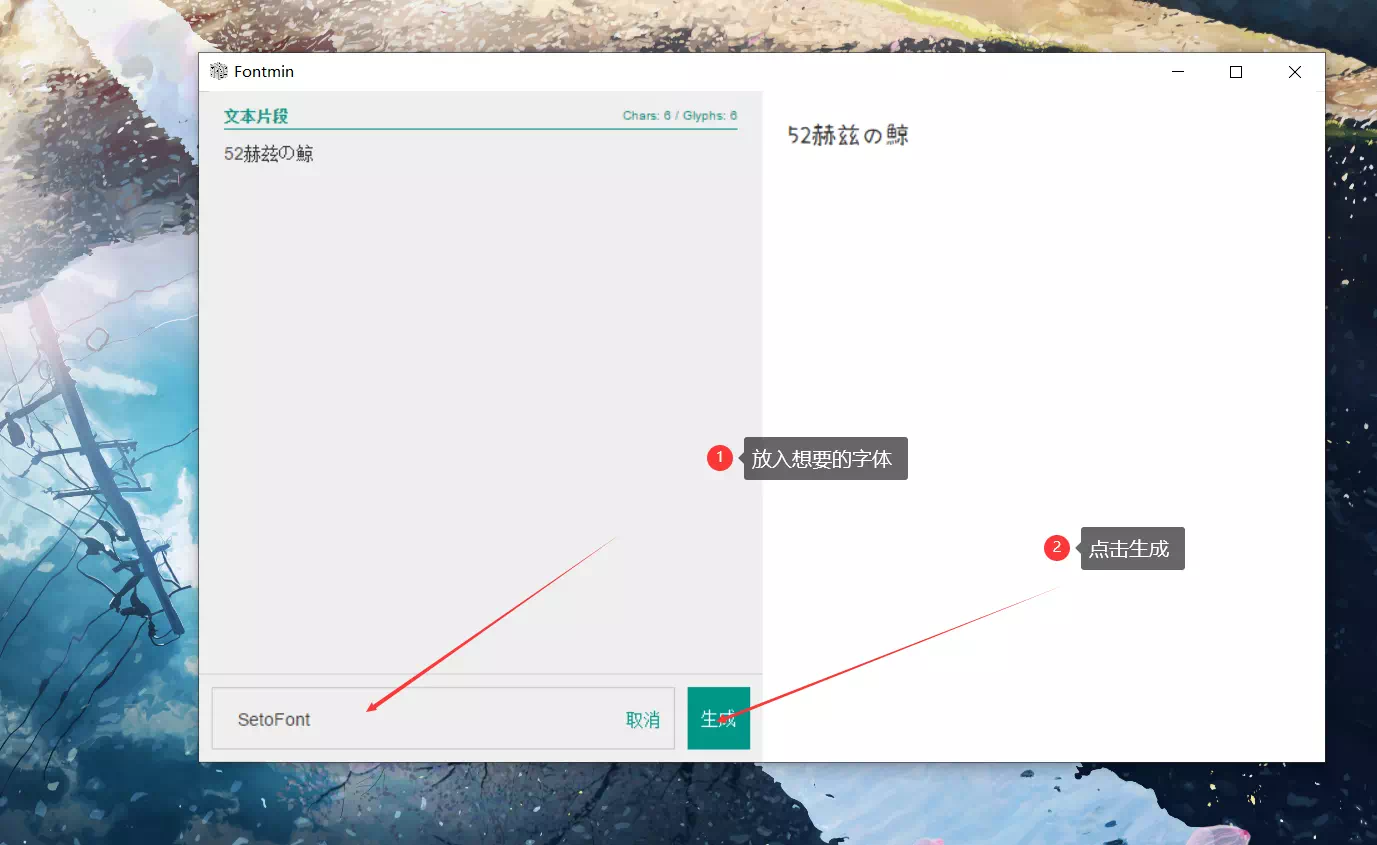 Fontmin
文本片段
Chars: 6 / Glyphs: 6
52赫兹の鲸
52赫兹の鲸
1 放入想要的字体
2 点击生成
SetoFont
取消
生成